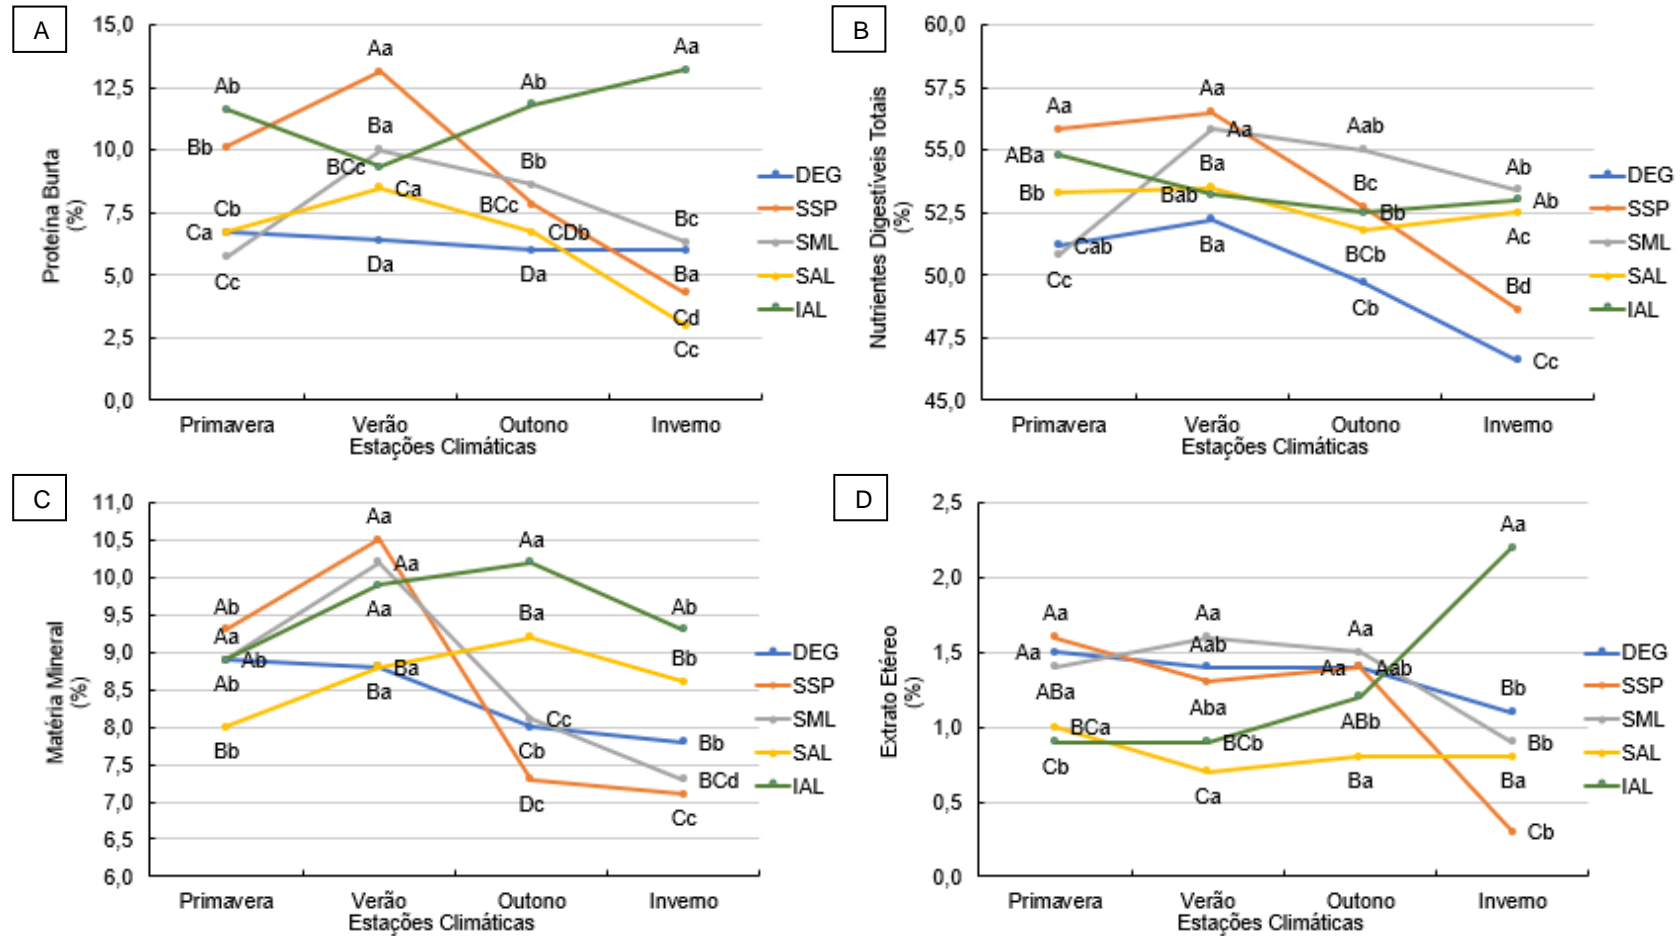 A
Proteína Burta
(%)
15,0
12,5
10,0
7,5
5,0
2,5
0,0
Aa
Aa
Ab
Ab
Ba
Bb
BCc
Bb
Ca
Cb
BCc
Ca
CDb
Bc
Cc
Da
Da
Ba
Cd
Cc
Primavera Verão Outono Inverno
Estações Climáticas
DEG
SSP
SML
SAL
IAL
B
Nutrientes Digestíveis Totais
(%)
60,0
57,5
55,0
52,5
50,0
47,5
45,0
Aa
Aa
Aa
Aab
ABa
Ba
Ab
Bb
Bab
Bc
Bb
Ab
Cab
Ba
BCb
Ac
Cc
Cb
Bd
Cc
Primavera Verão Outono Inverno
Estações Climáticas
DEG
SSP
SML
SAL
IAL
C
Matéria Mineral
(%)
11,0
10,5
10,0
9,5
9,0
8,5
8,0
7,5
7,0
6,5
6,0
Aa
Aa
Aa
Ab
Aa
Ba
Ab
Aa
Ab
Ba
Bb
Ab
Ba
Bb
Cc
Cb
Bb
BCd
Dc
Cc
Primavera Verão Outono Inverno
Estações Climáticas
DEG
SSP
SML
SAL
IAL
D
Extrato Etéreo
(%)
2,5
2,0
1,5
1,0
0,5
0,0
Aa
Aa
Aa
Aa
Aa
Aab
Aa
Aab
ABa
Aba
ABb
Bb
BCa
BCb
Bb
Cb
Ca
Ba
Ba
Cb
Primavera Verão Outono Inverno
Estações Climáticas
DEG
SSP
SML
SAL
IAL